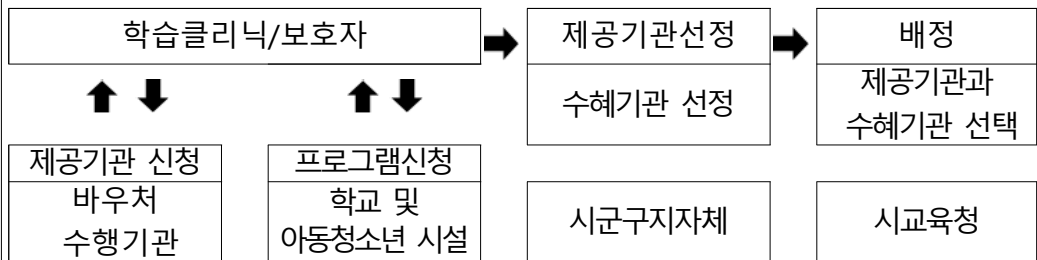 학습클리닉/보호자
제공기관선정
배정
수혜기관 선정
제공기관과
수혜기관 선택
제공기관 신청
프로그램신청
바우처
수행기관
학교 및
아동청소년 시설
시군구지자체
시교육청